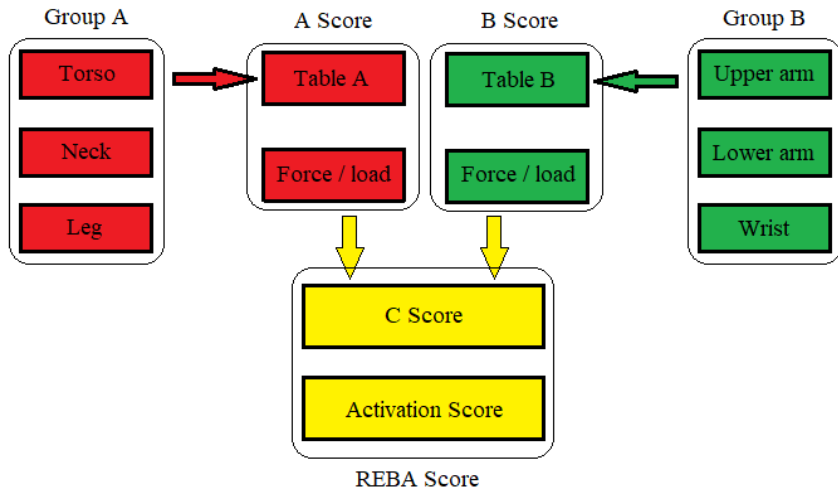 Group A
A Score
B Score
Group B
Torso
Table A
Table B
Upper arm
Neck
Force / load
Force / load
Lower arm
Leg
Wrist
C Score
Activation Score
REBA Score